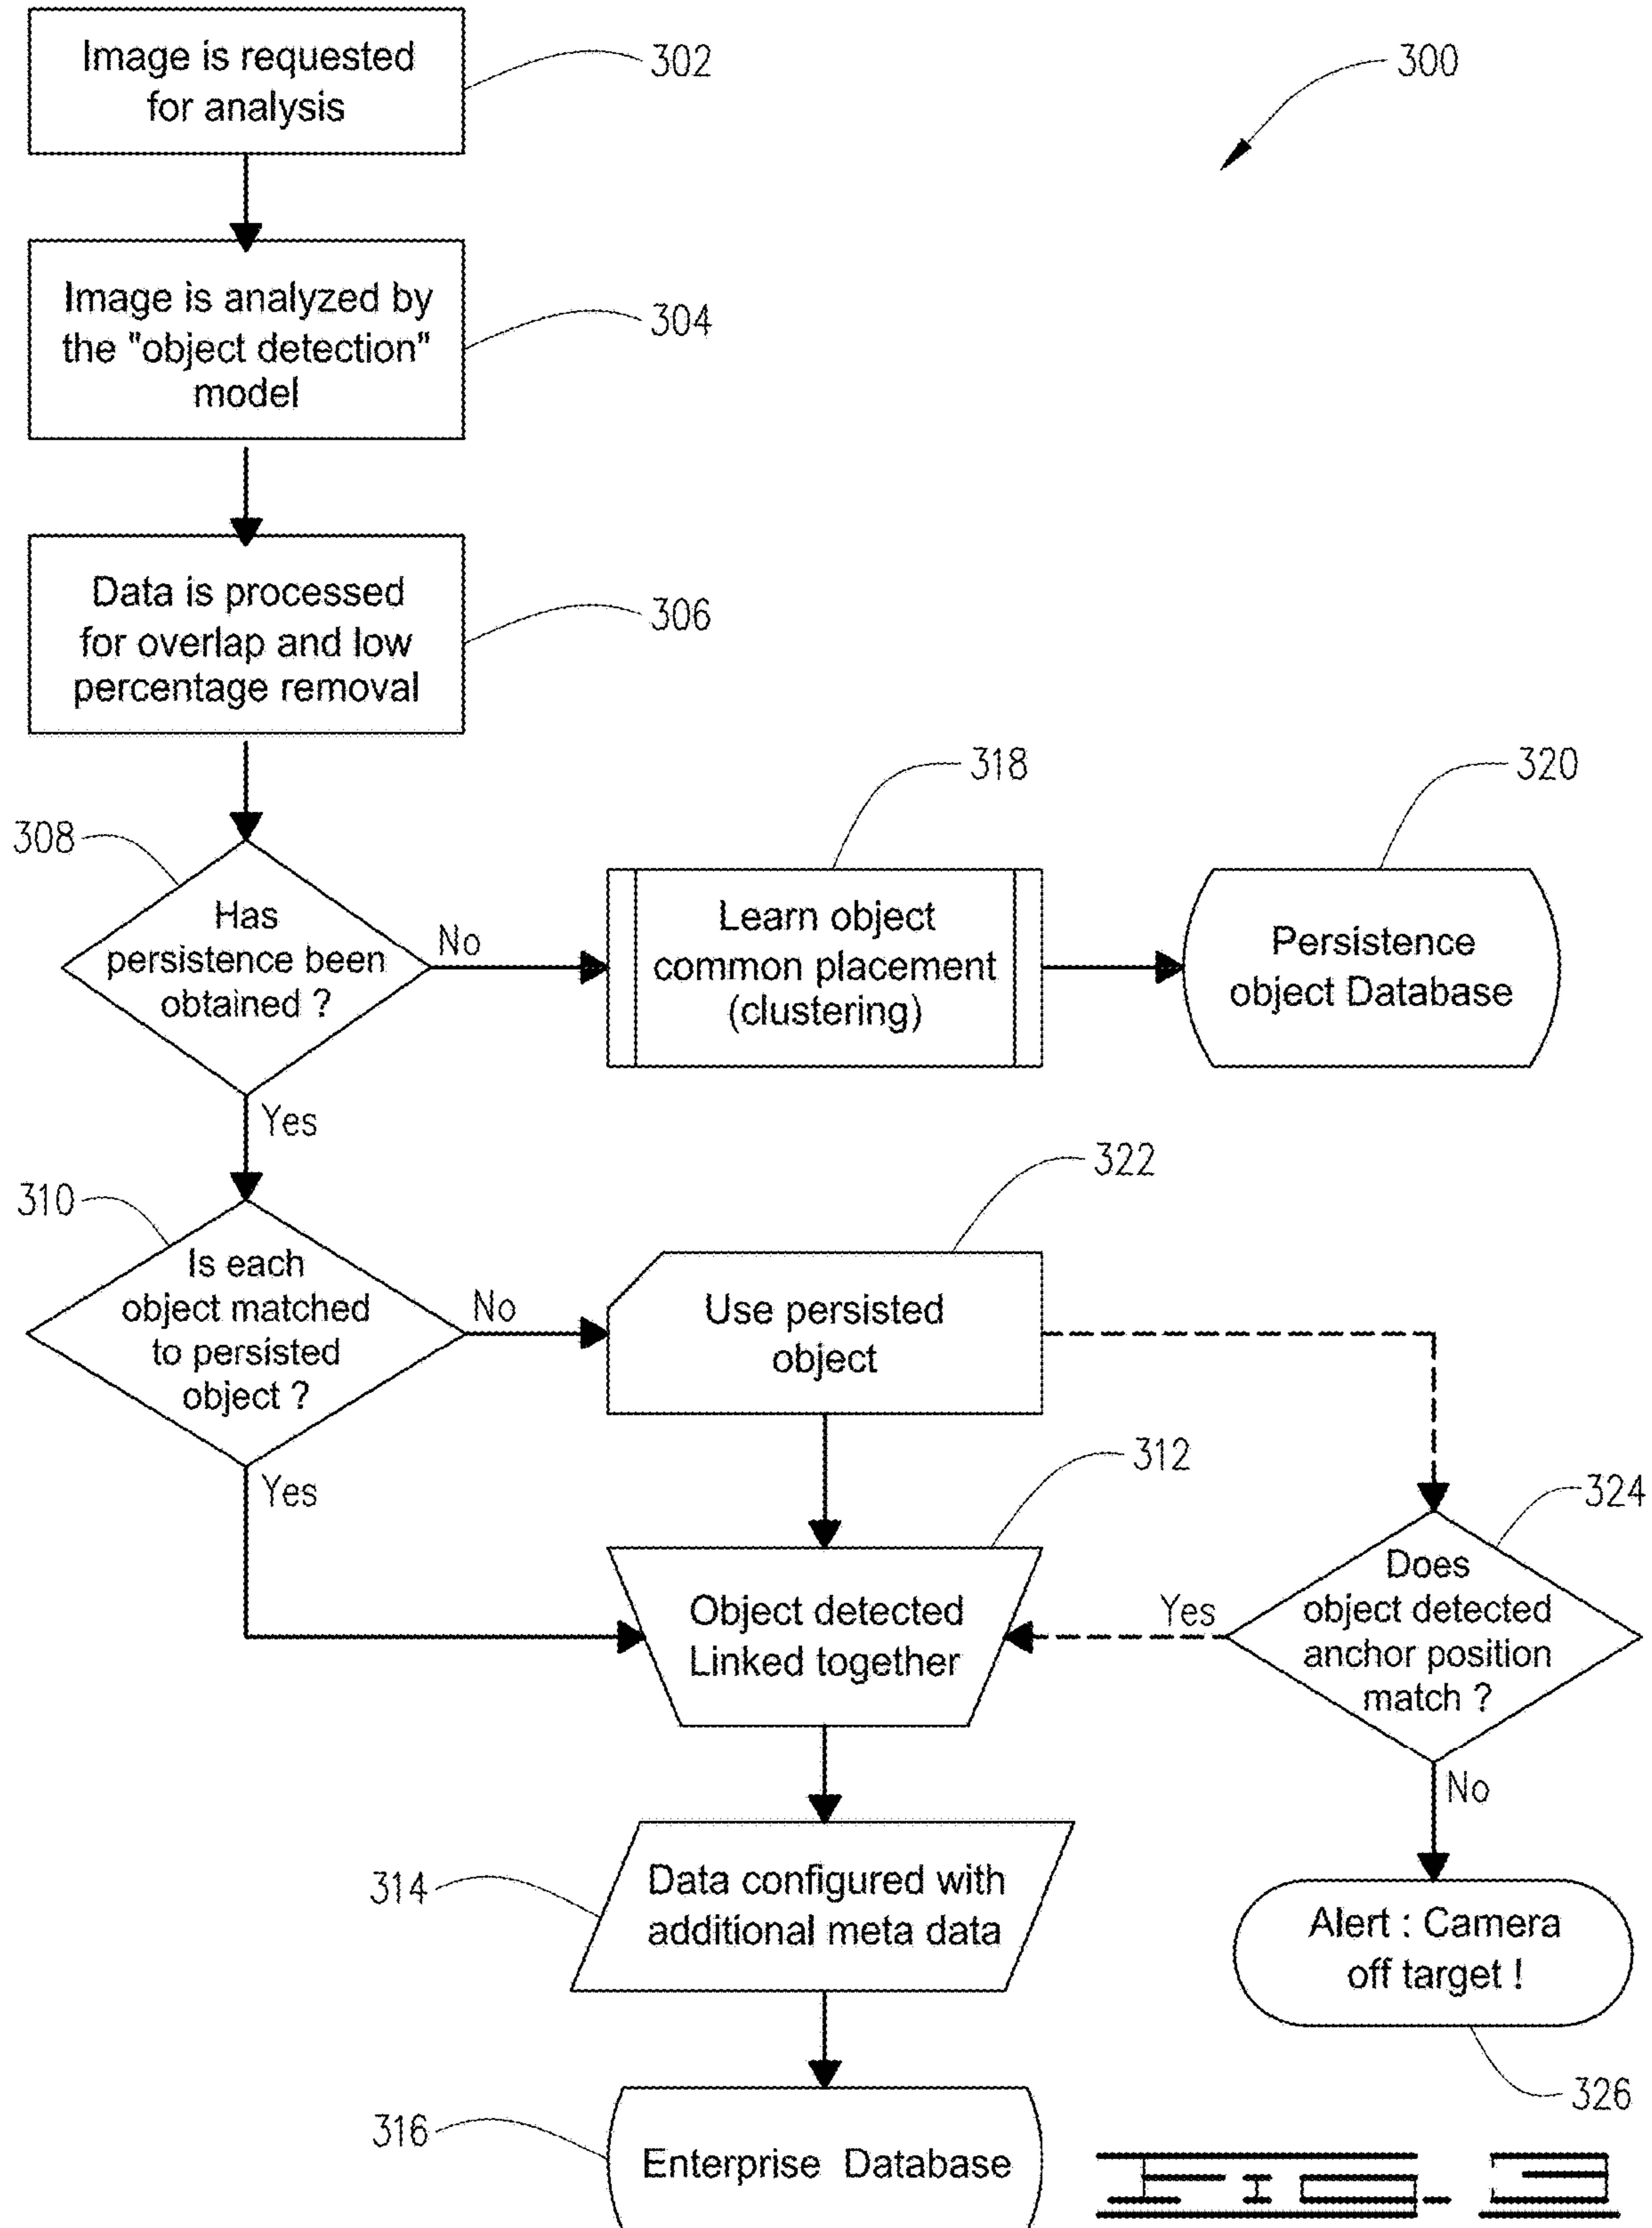 Image is requested
for analysis
302
300
Image is analyzed by
the "object detection"
model
304
Data is processed
for overlap and low
percentage removal
306
308
Has
persistence been
obtained ?
No
Yes
318
Learn object
common placement
(clustering)
320
Persistence
object Database
310
Is each
object matched
to persisted
object ?
No
Yes
322
Use persisted
object
312
Object detected
Linked together
324
Does
object detected
anchor position
match ?
Yes
No
314
Data configured with
additional meta data
Alert : Camera
off target !
326
316
Enterprise Database
FIG. 3